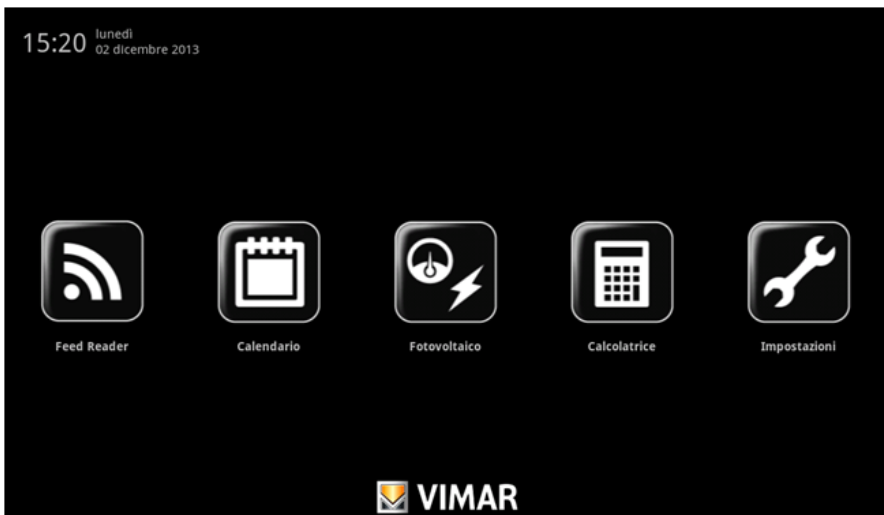 15:20 lunedì
02 dicembre 2013
Feed Reader
Calendario
Fotovoltaico
Calcolatrice
Impostazioni
VIMAR